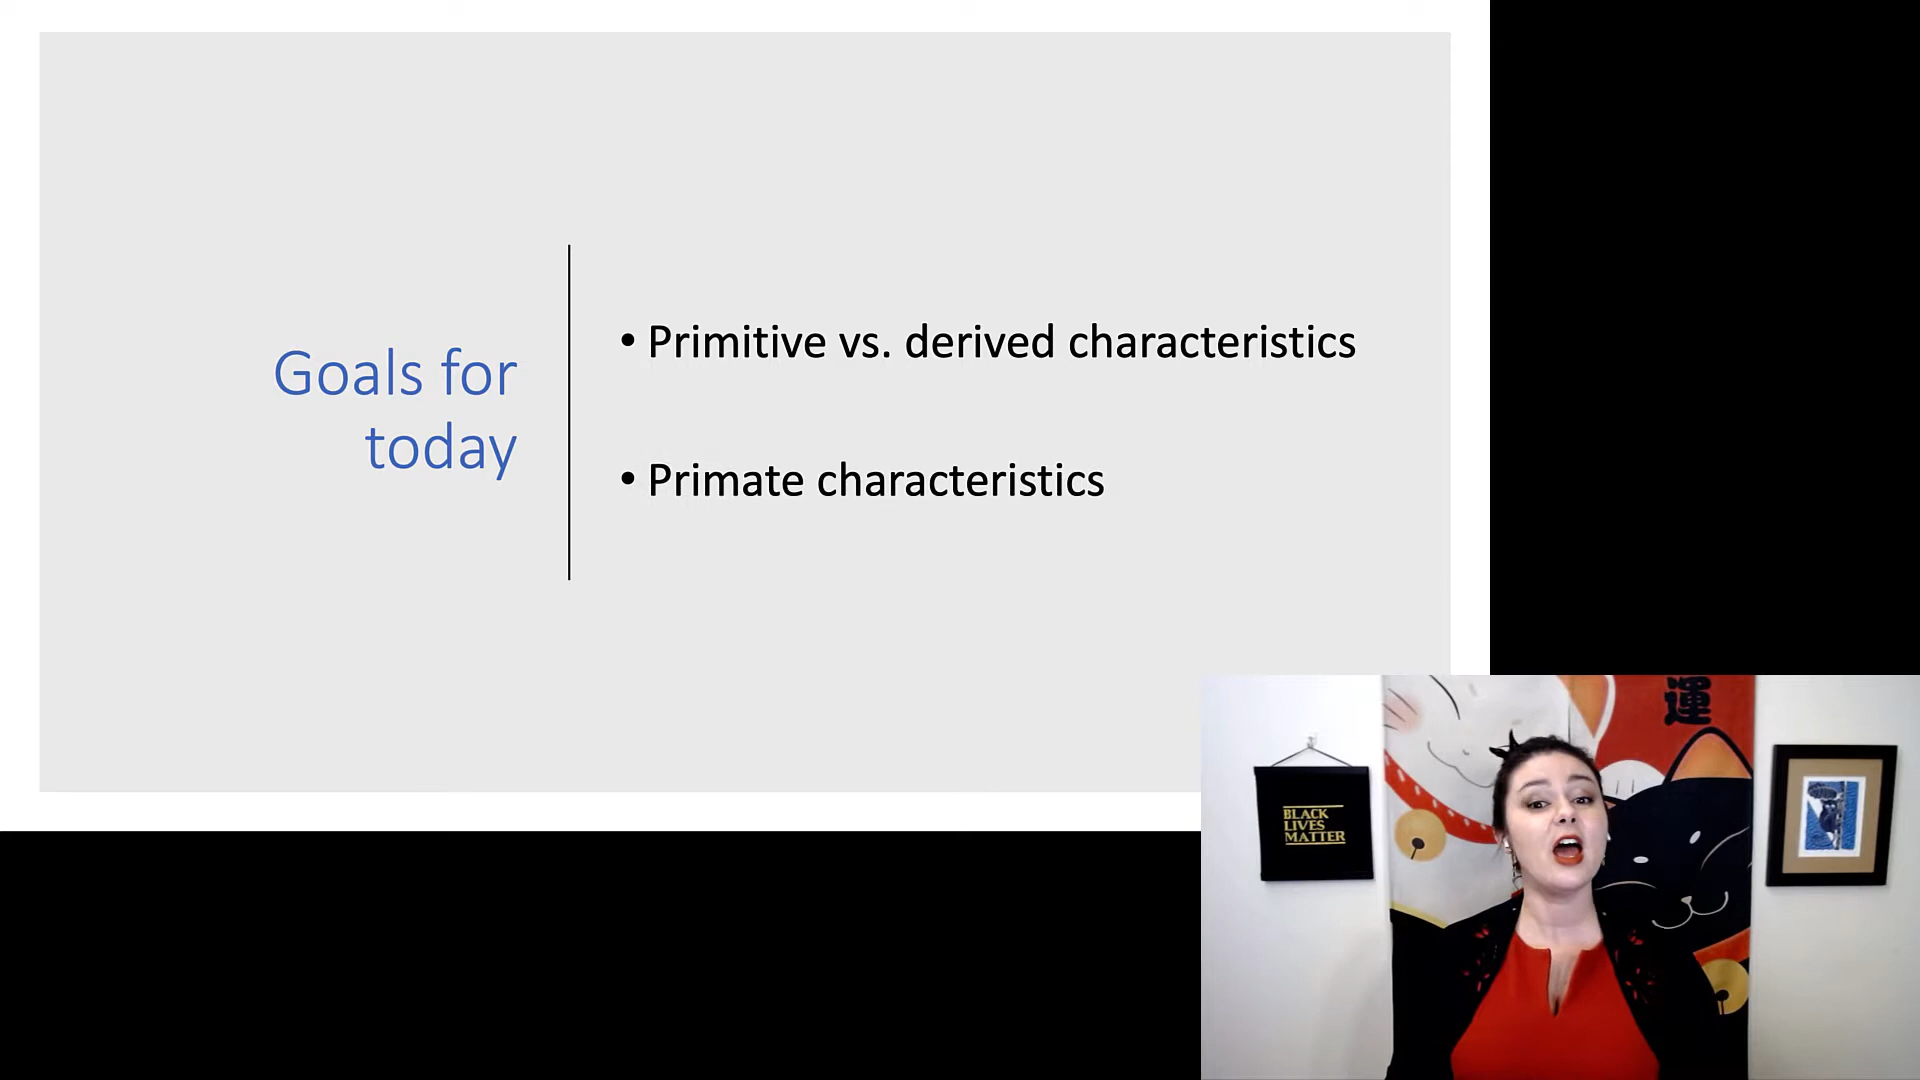 Goals for
today
• Primitive vs. derived characteristics
• Primate characteristics
運
BLACK
LIVES
MATTER